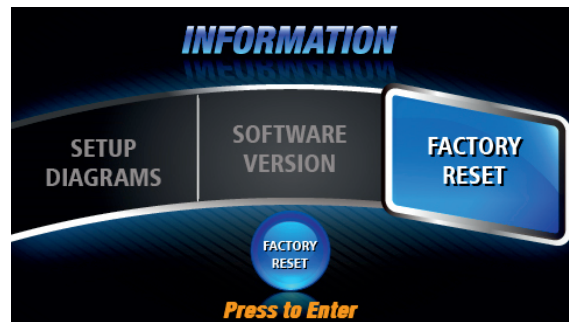 INFORMATION
SETUP
DIAGRAMS
SOFTWARE
VERSION
FACTORY
RESET
FACTORY
RESET
Press to Enter